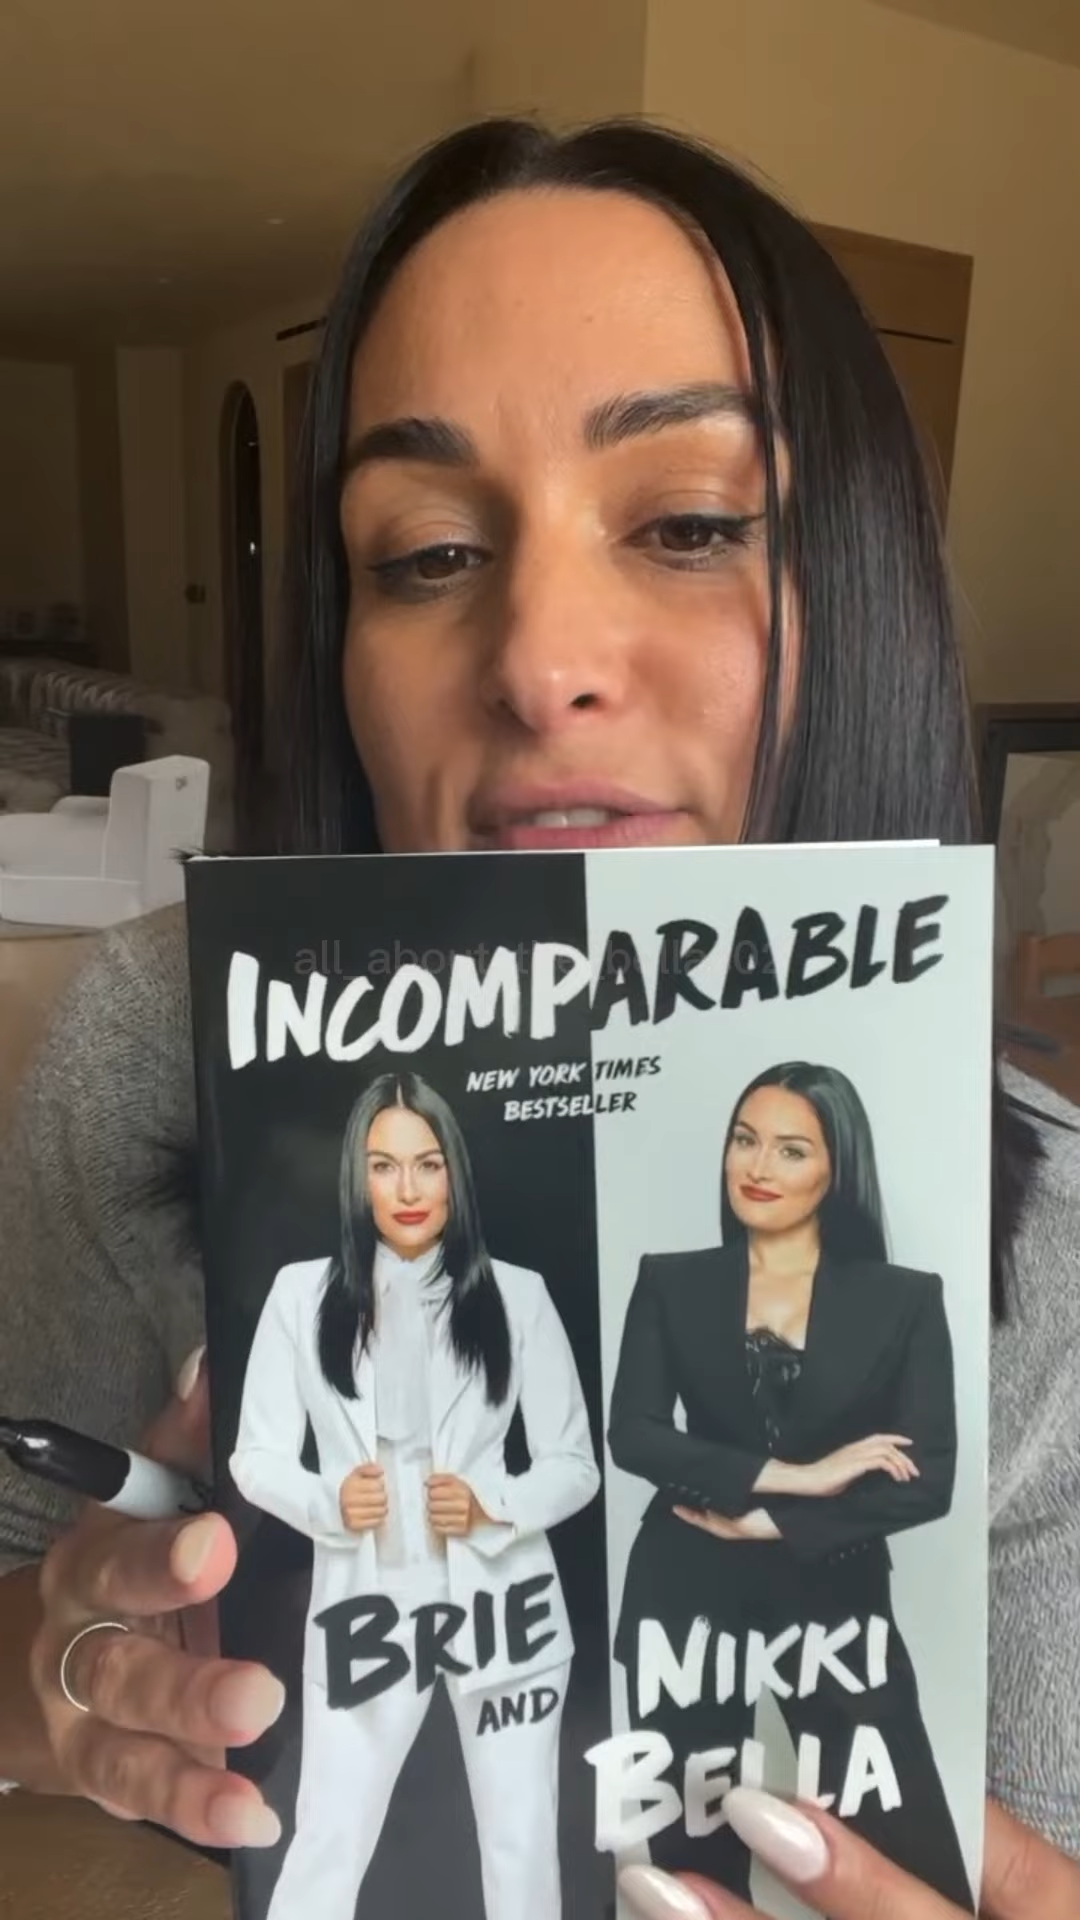 INCOMPARABLE
NEW YORK TIMES
BESTSELLER
BRIE
AND
NIKKI
BELLA